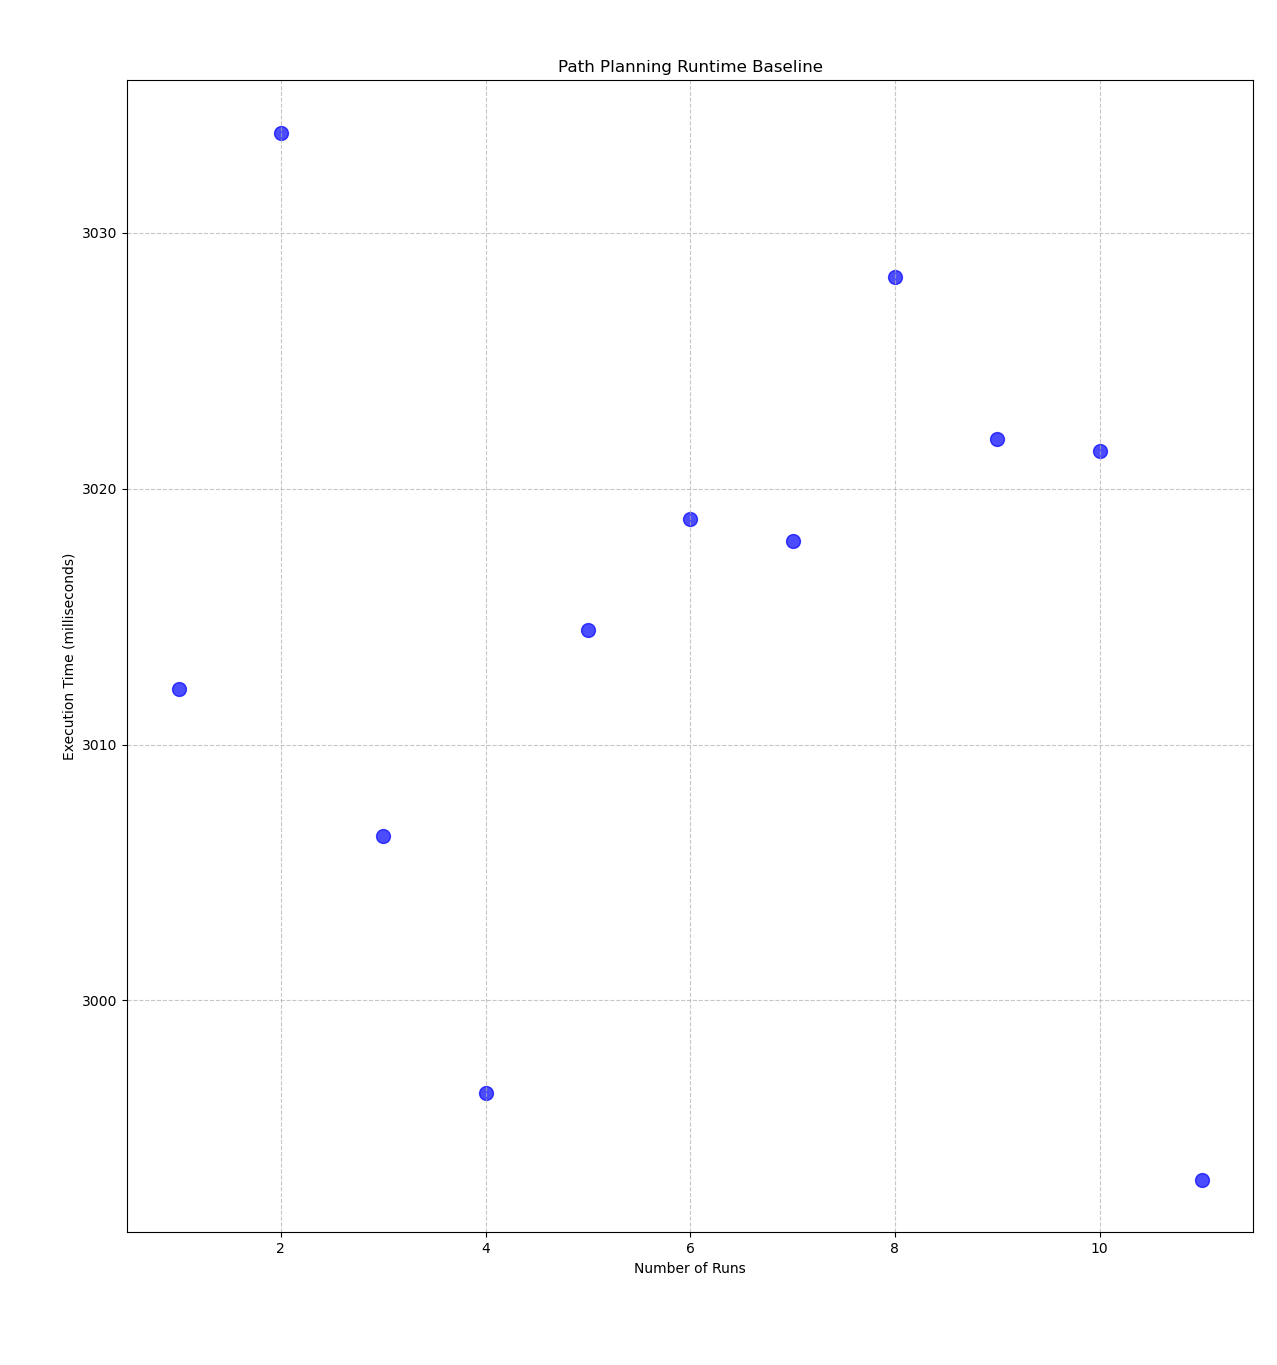 Path Planning Runtime Baseline
3030
3020
3010
3000
Execution Time (milliseconds)
2 4 6 8 10
Number of Runs